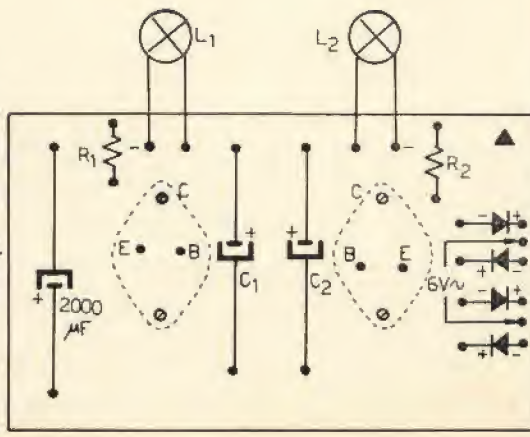 L1
L2
R1
-
-
R2
C
C
- +
E
B
+
+
B
E
- +
6V~
+ -
+
2000
μF
C1
C2
- +
+ -